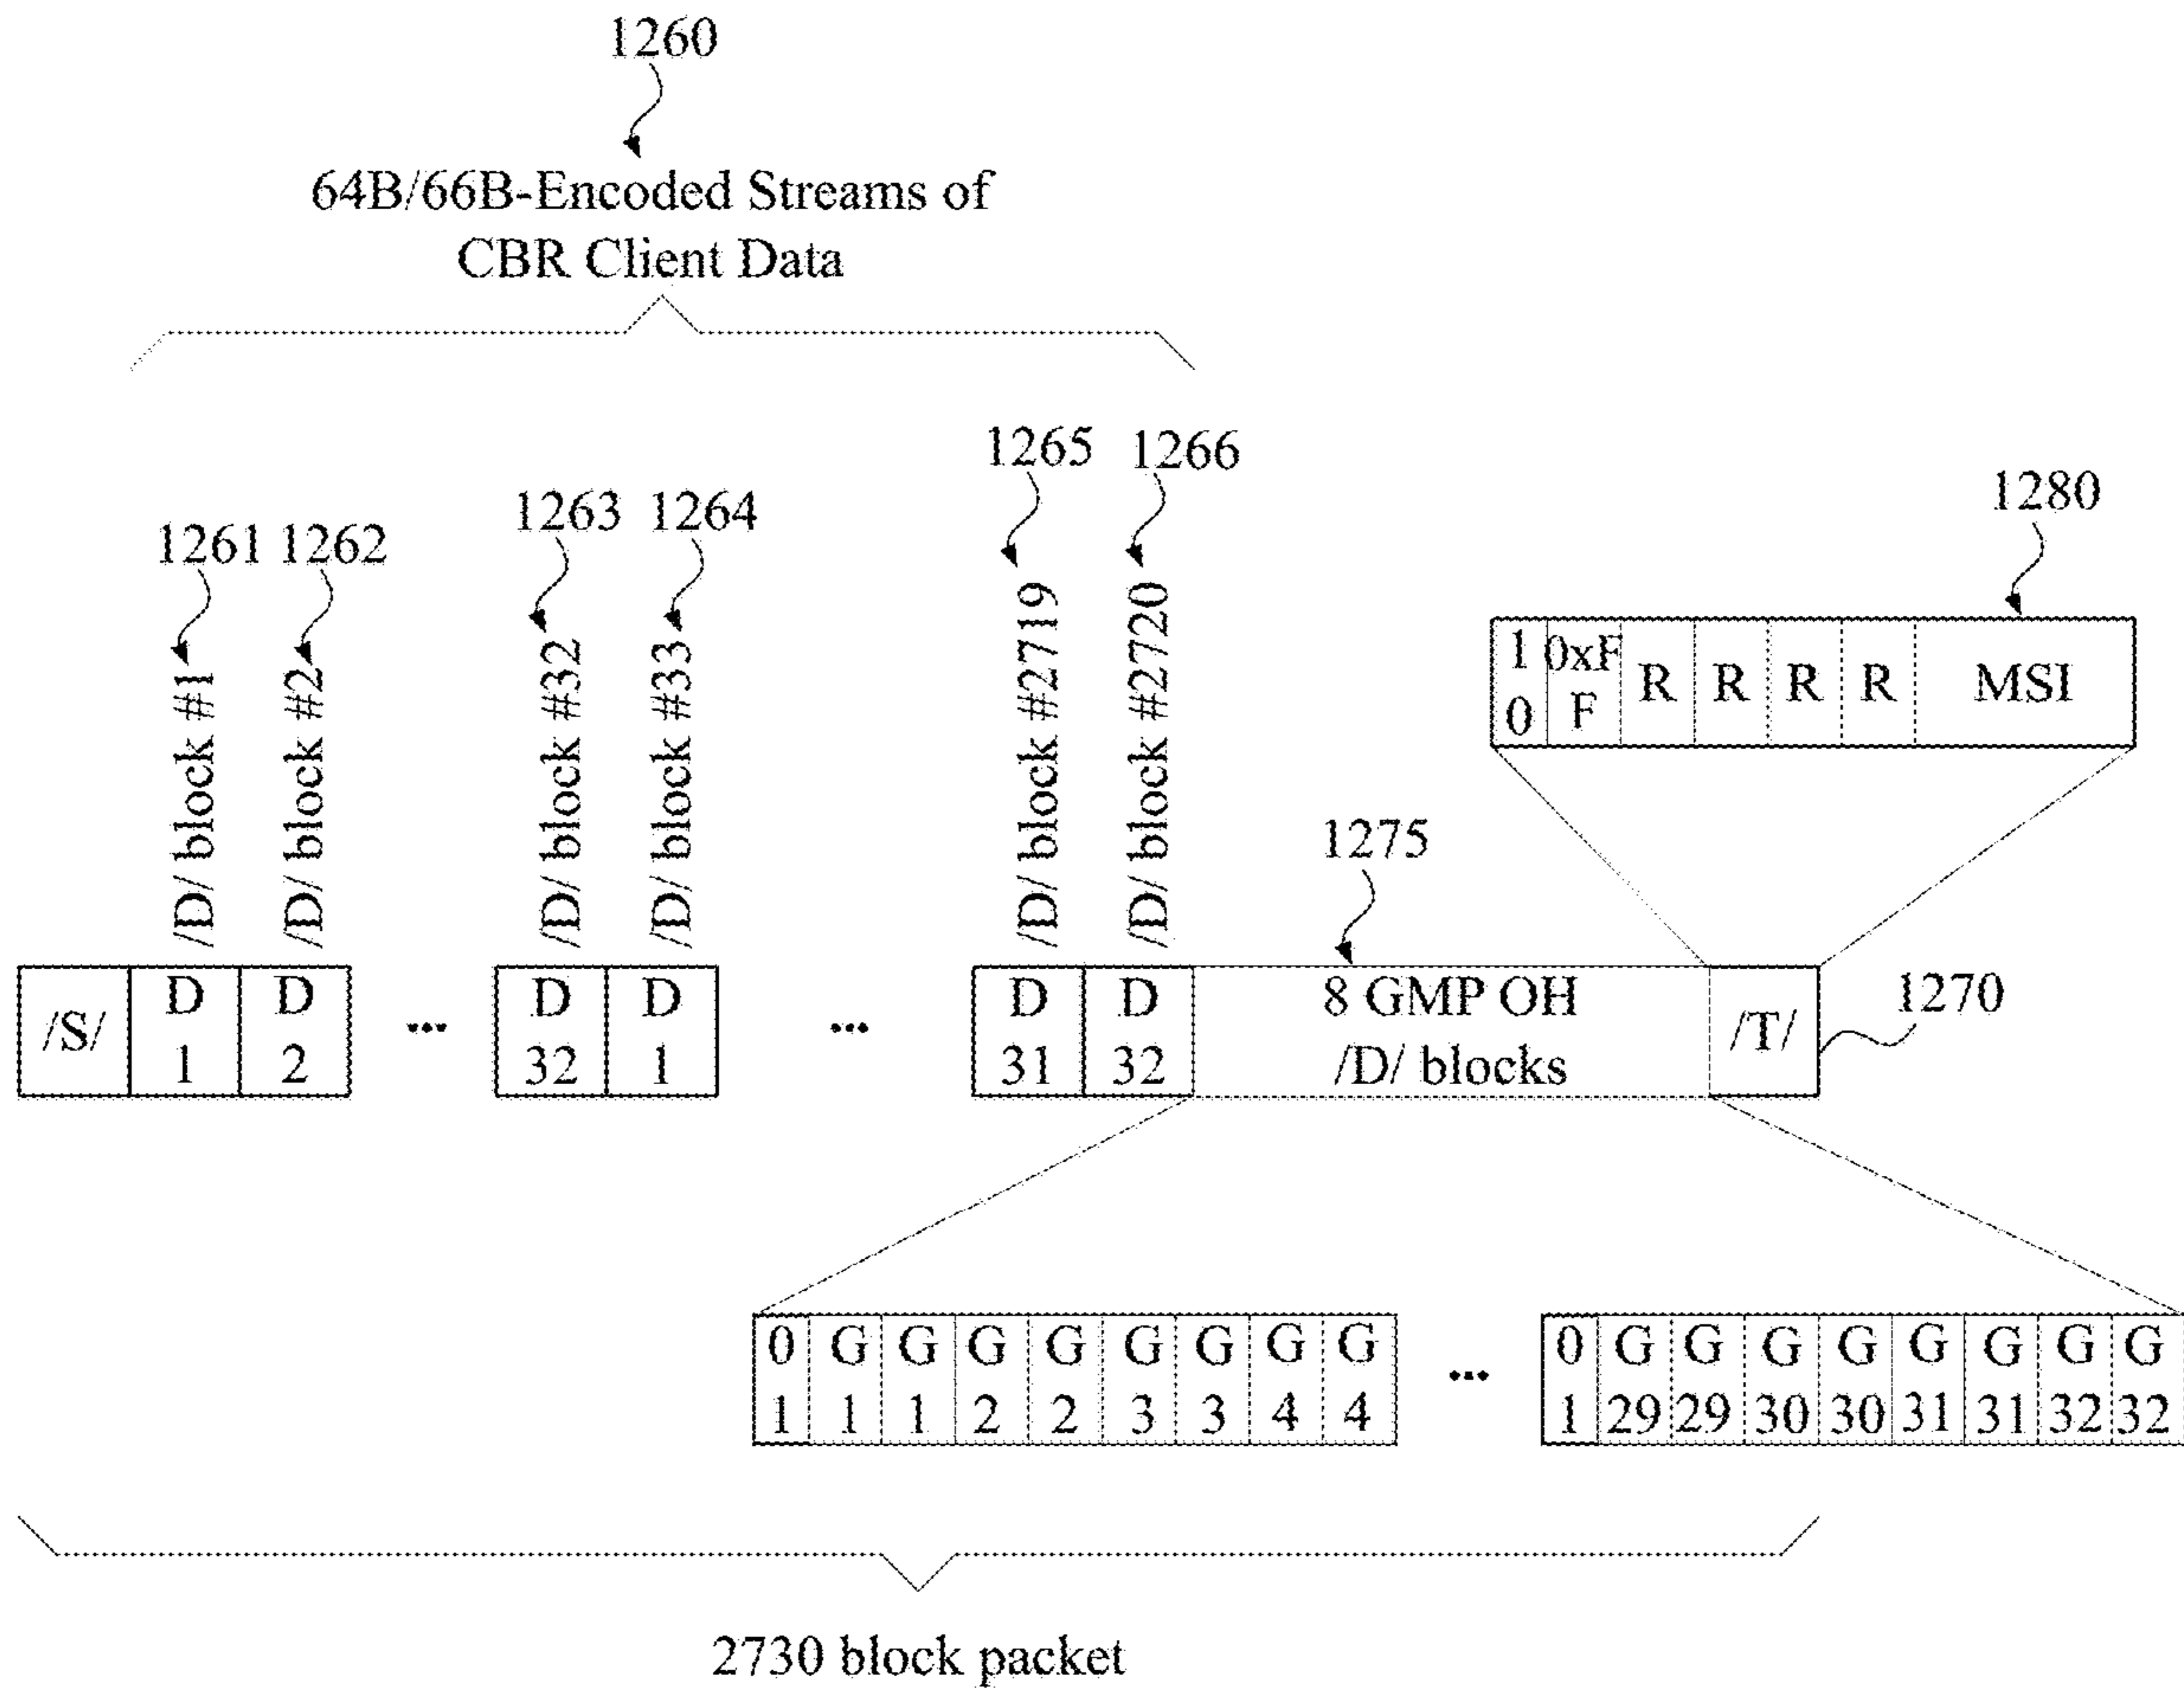 1260
64B/66B-Encoded Streams of
CBR Client Data
1265 1266
1280
1263 1264
1261 1262
/D/ block #1
/D/ block #2
/D/ block #32
/D/ block #33
/D/ block #2719
/D/ block #2720
1 0xF R R R R MSI
0 F
1275
1270
/S/ D D ... D D ... D D 8 GMP OH /T/
1 2 32 1 31 32 /D/ blocks
0 G G G G G G G G ... 0 G G G G G G G G
1 1 1 2 2 3 3 4 4 1 29 29 30 30 31 31 32 32
2730 block packet